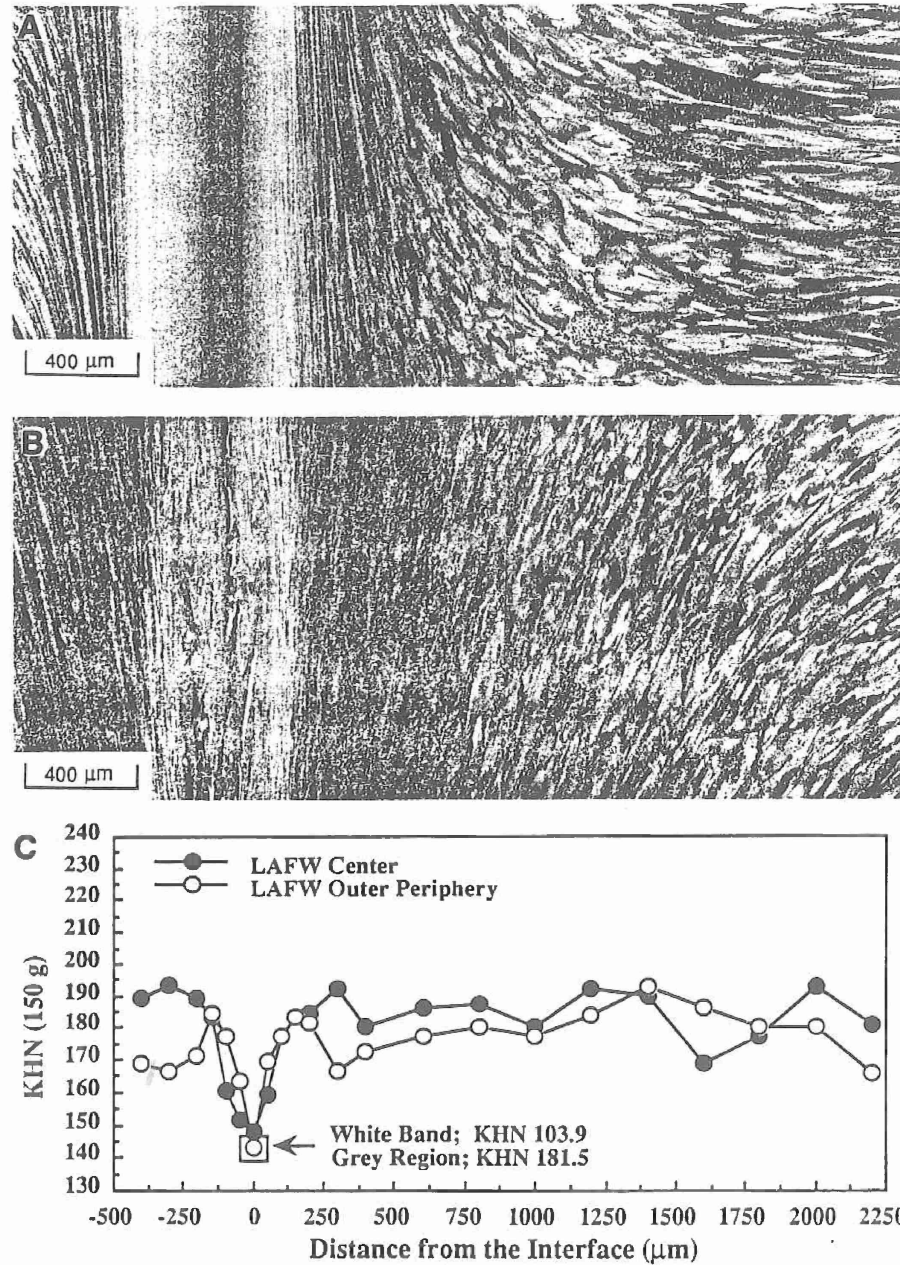 A
400 µm
B
400 µm
C
240
230
220
210
200
190
180
170
160
150
140
130
KHN (150 g)
LAFW Center
LAFW Outer Periphery
White Band; KHN 103.9
Grey Region; KHN 181.5
-500 -250 0 250 500 750 1000 1250 1500 1750 2000 2250
Distance from the Interface (µm)